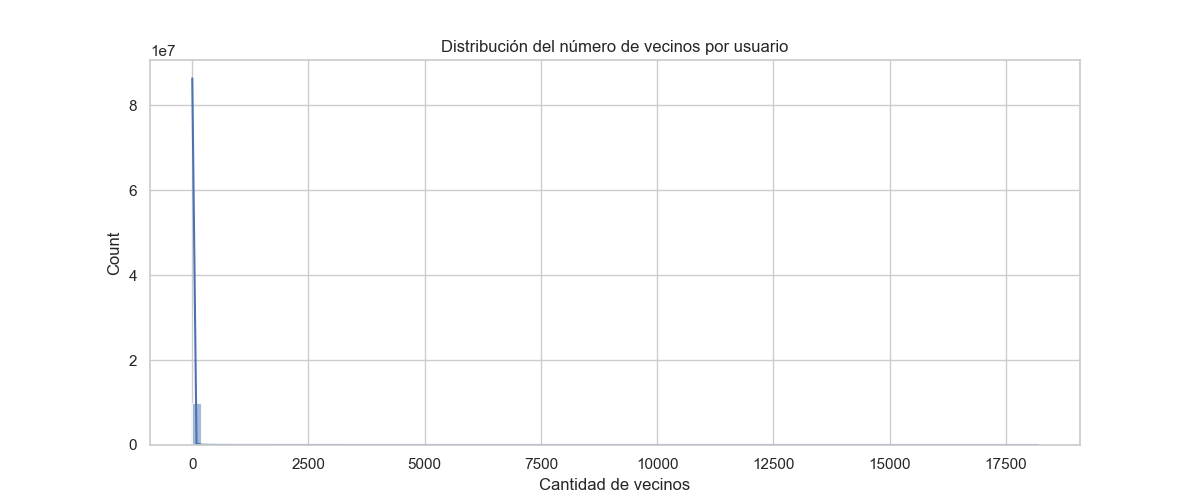 Distribución del número de vecinos por usuario
1e7
8
6
4
2
0
Count
0 2500 5000 7500 10000 12500 15000 17500
Cantidad de vecinos